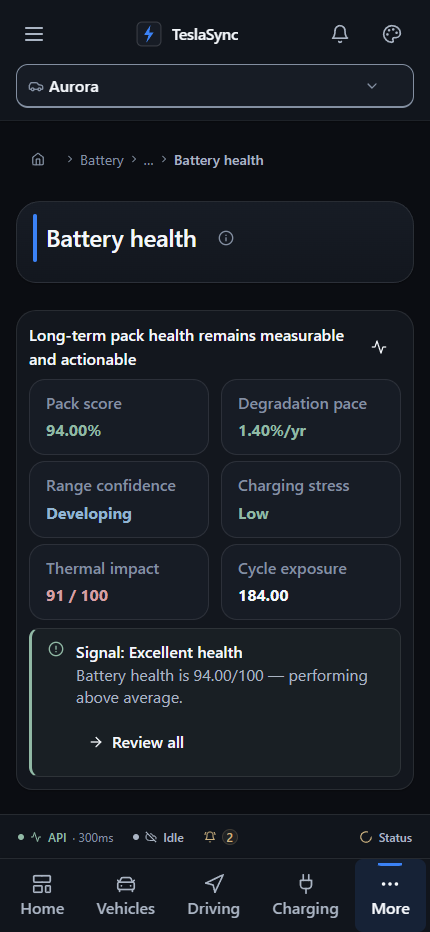 TeslaSync
Aurora
Battery
...
Battery health
Battery health
Long-term pack health remains measurable
and actionable
Pack score
94.00%
Degradation pace
1.40%/yr
Range confidence
Developing
Charging stress
Low
Thermal impact
91 / 100
Cycle exposure
184.00
Signal: Excellent health
Battery health is 94.00/100 — performing
above average.
Review all
API · 300ms
Idle
2
Status
Home
Vehicles
Driving
Charging
More